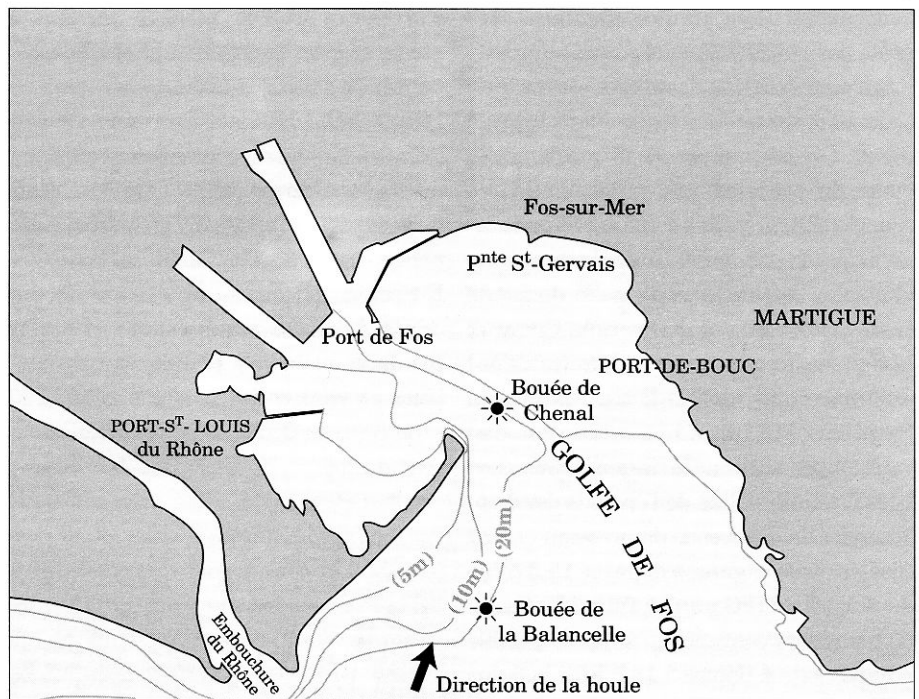 Fos-sur-Mer
Pnte St-Gervais
MARTIGUE
Port de Fos
PORT-DE-BOUC
Bouée de
Chenal
PORT-ST- LOUIS
du Rhône
GOLFE DE FOS
(5m)
(10m)
(20m)
Bouée de
la Balancelle
Embouchure
du Rhône
Direction de la houle